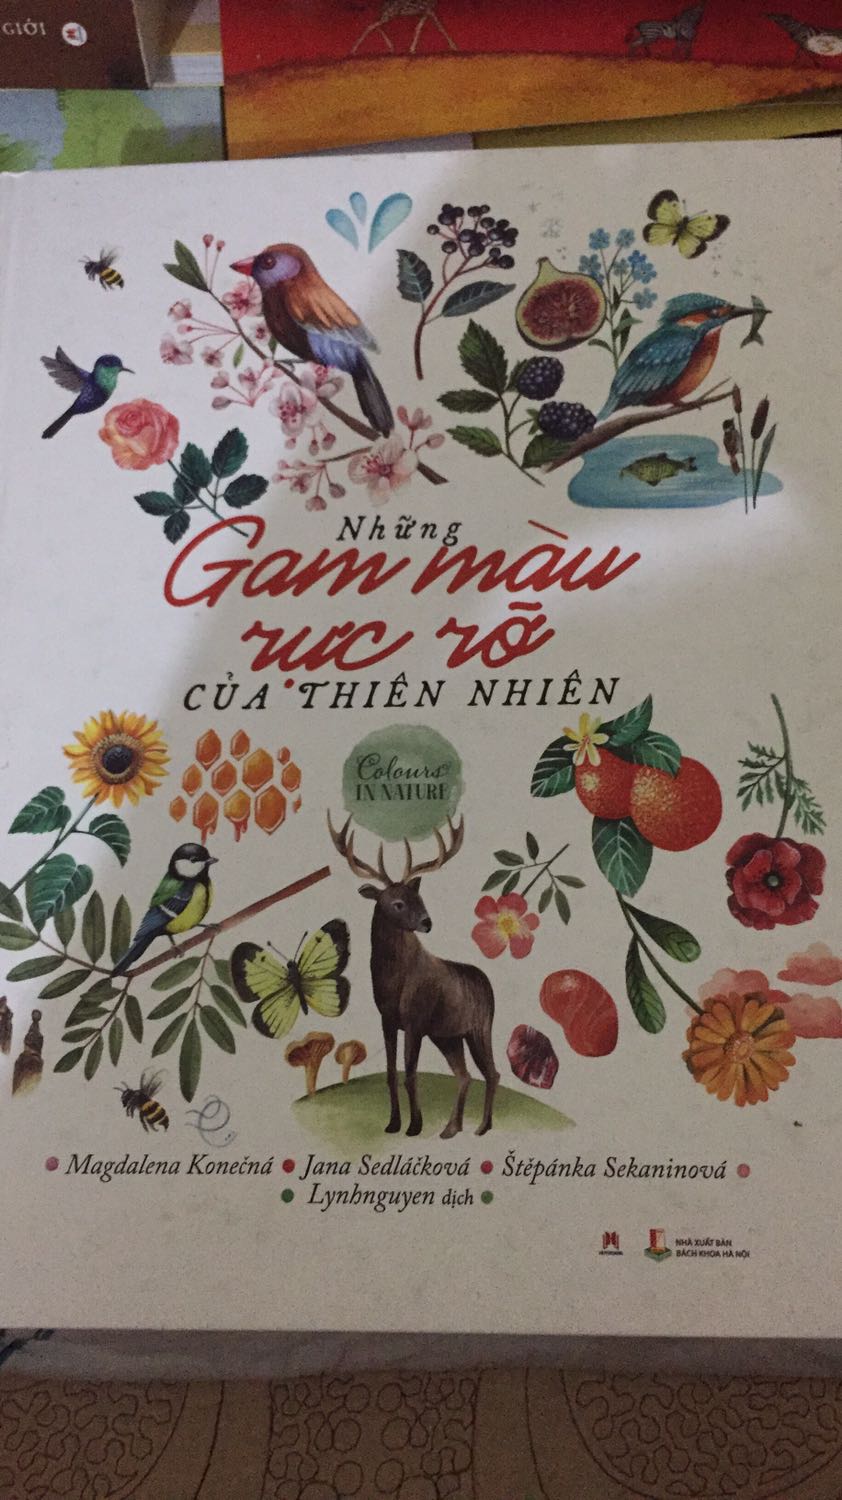 GIỚI
Những
Gam màu
rực rỡ
CỦA THIÊN NHIÊN
Colours
IN NATURE
Magdalena Konečná • Jana Sedláčková • Štěpánka Sekaninová
Lynhnguyen dịch
NHÀ XUẤT BẢN
BÁCH KHOA HÀ NỘI